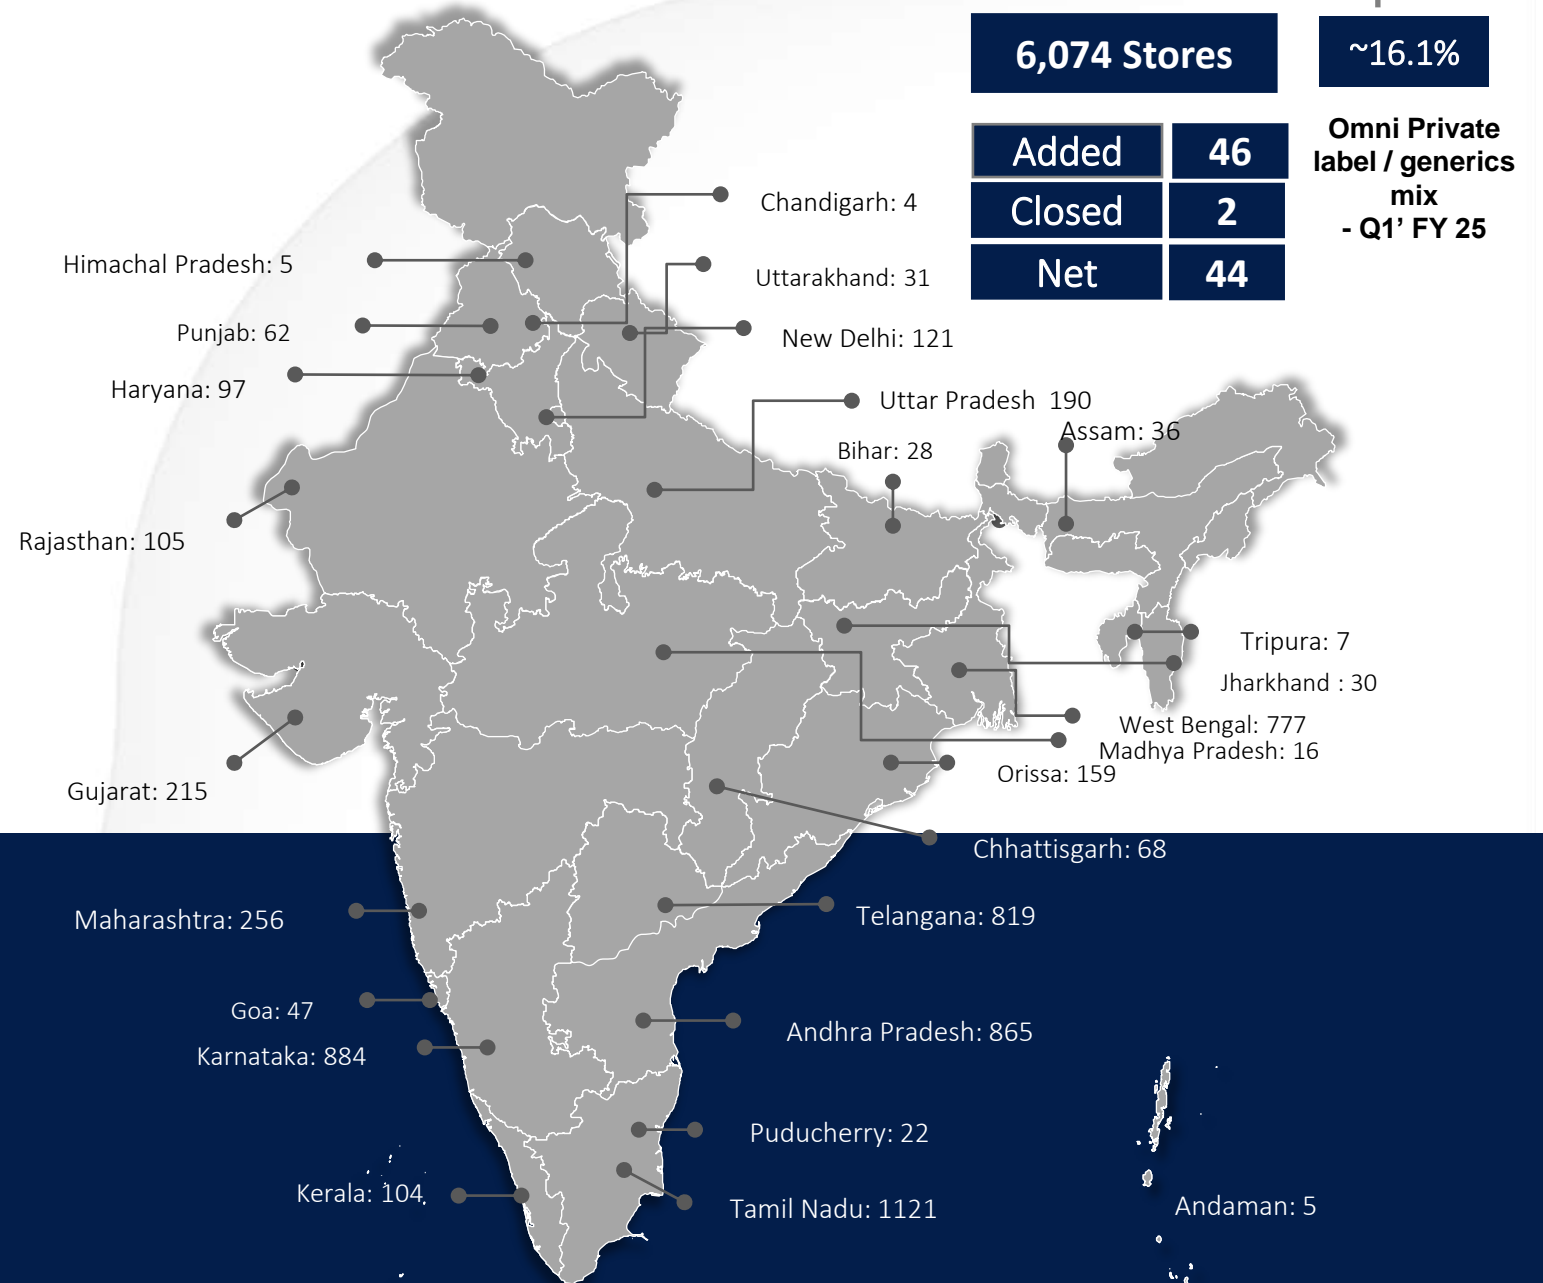 6,074 Stores
~16.1%
Added 46
Closed 2
Net 44
Omni Private
label / generics
mix
- Q1’ FY 25
Chandigarh: 4
Himachal Pradesh: 5
Uttarakhand: 31
Punjab: 62
New Delhi: 121
Haryana: 97
Uttar Pradesh 190
Assam: 36
Bihar: 28
Rajasthan: 105
Tripura: 7
Jharkhand : 30
West Bengal: 777
Madhya Pradesh: 16
Orissa: 159
Gujarat: 215
Chhattisgarh: 68
Maharashtra: 256
Telangana: 819
Goa: 47
Andhra Pradesh: 865
Karnataka: 884
Puducherry: 22
Kerala: 104
Tamil Nadu: 1121
Andaman: 5